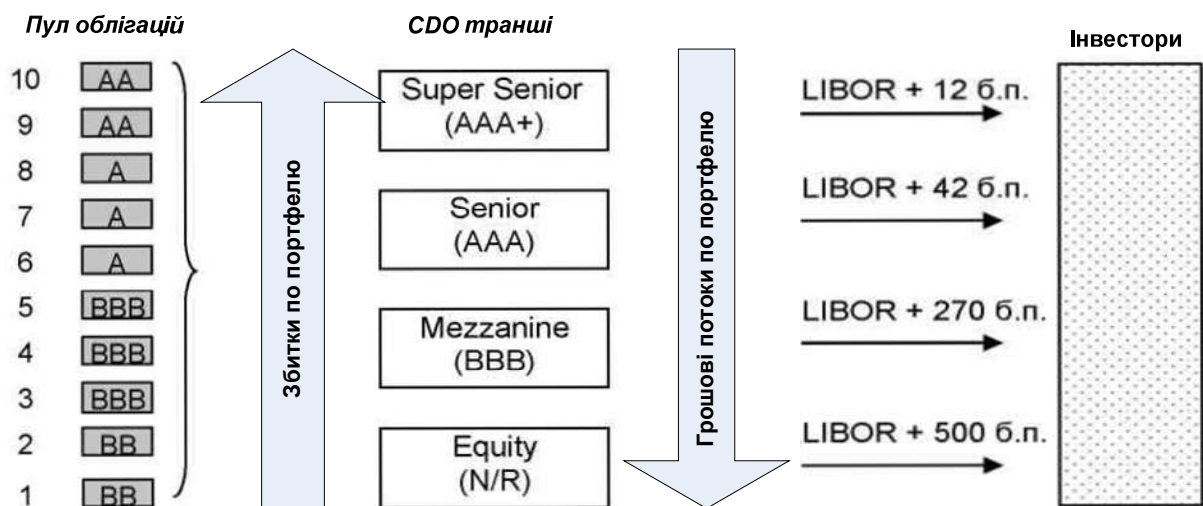 Пул облігацій
CDO транші
Інвестори
10 AA
9 AA
8 A
7 A
6 A
5 BBB
4 BBB
3 BBB
2 BB
1 BB
Збитки по портфелю
Super Senior
(AAA+)
Senior
(AAA)
Mezzanine
(BBB)
Equity
(N/R)
Грошові потоки по портфелю
LIBOR + 12 б.п.
LIBOR + 42 б.п.
LIBOR + 270 б.п.
LIBOR + 500 б.п.